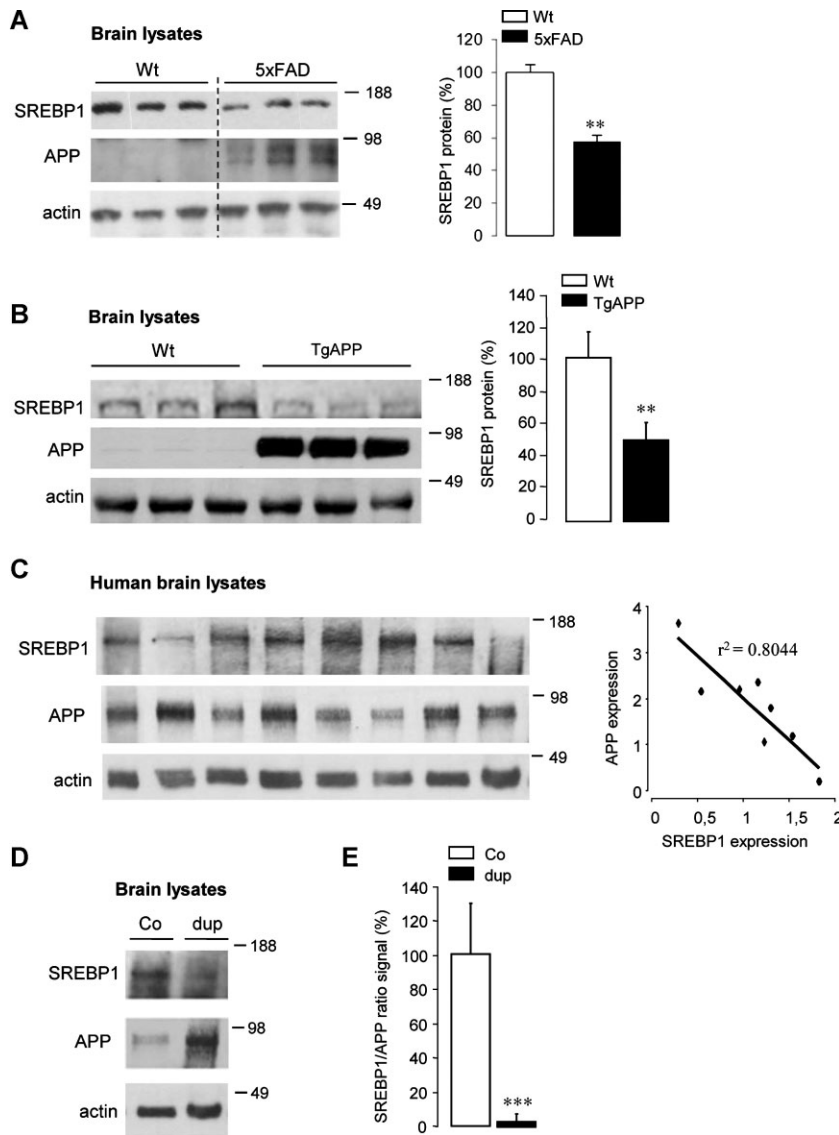 A
Brain lysates
Wt 5xFAD
SREBP1
188
APP
98
actin
49
Wt
5xFAD
SREBP1 protein (%)
120
100
80
60
40
20
0
**
B
Brain lysates
Wt TgAPP
SREBP1
188
APP
98
actin
49
Wt
TgAPP
SREBP1 protein (%)
140
120
100
80
60
40
20
0
**
C
Human brain lysates
SREBP1
188
APP
98
actin
49
APP expression
4
3
2
1
0
r² = 0.8044
0 0,5 1 1,5 2
SREBP1 expression
D
Brain lysates
Co dup
SREBP1
188
APP
98
actin
49
E
Co
dup
SREBP1/APP ratio signal (%)
140
120
100
80
60
40
20
0
***